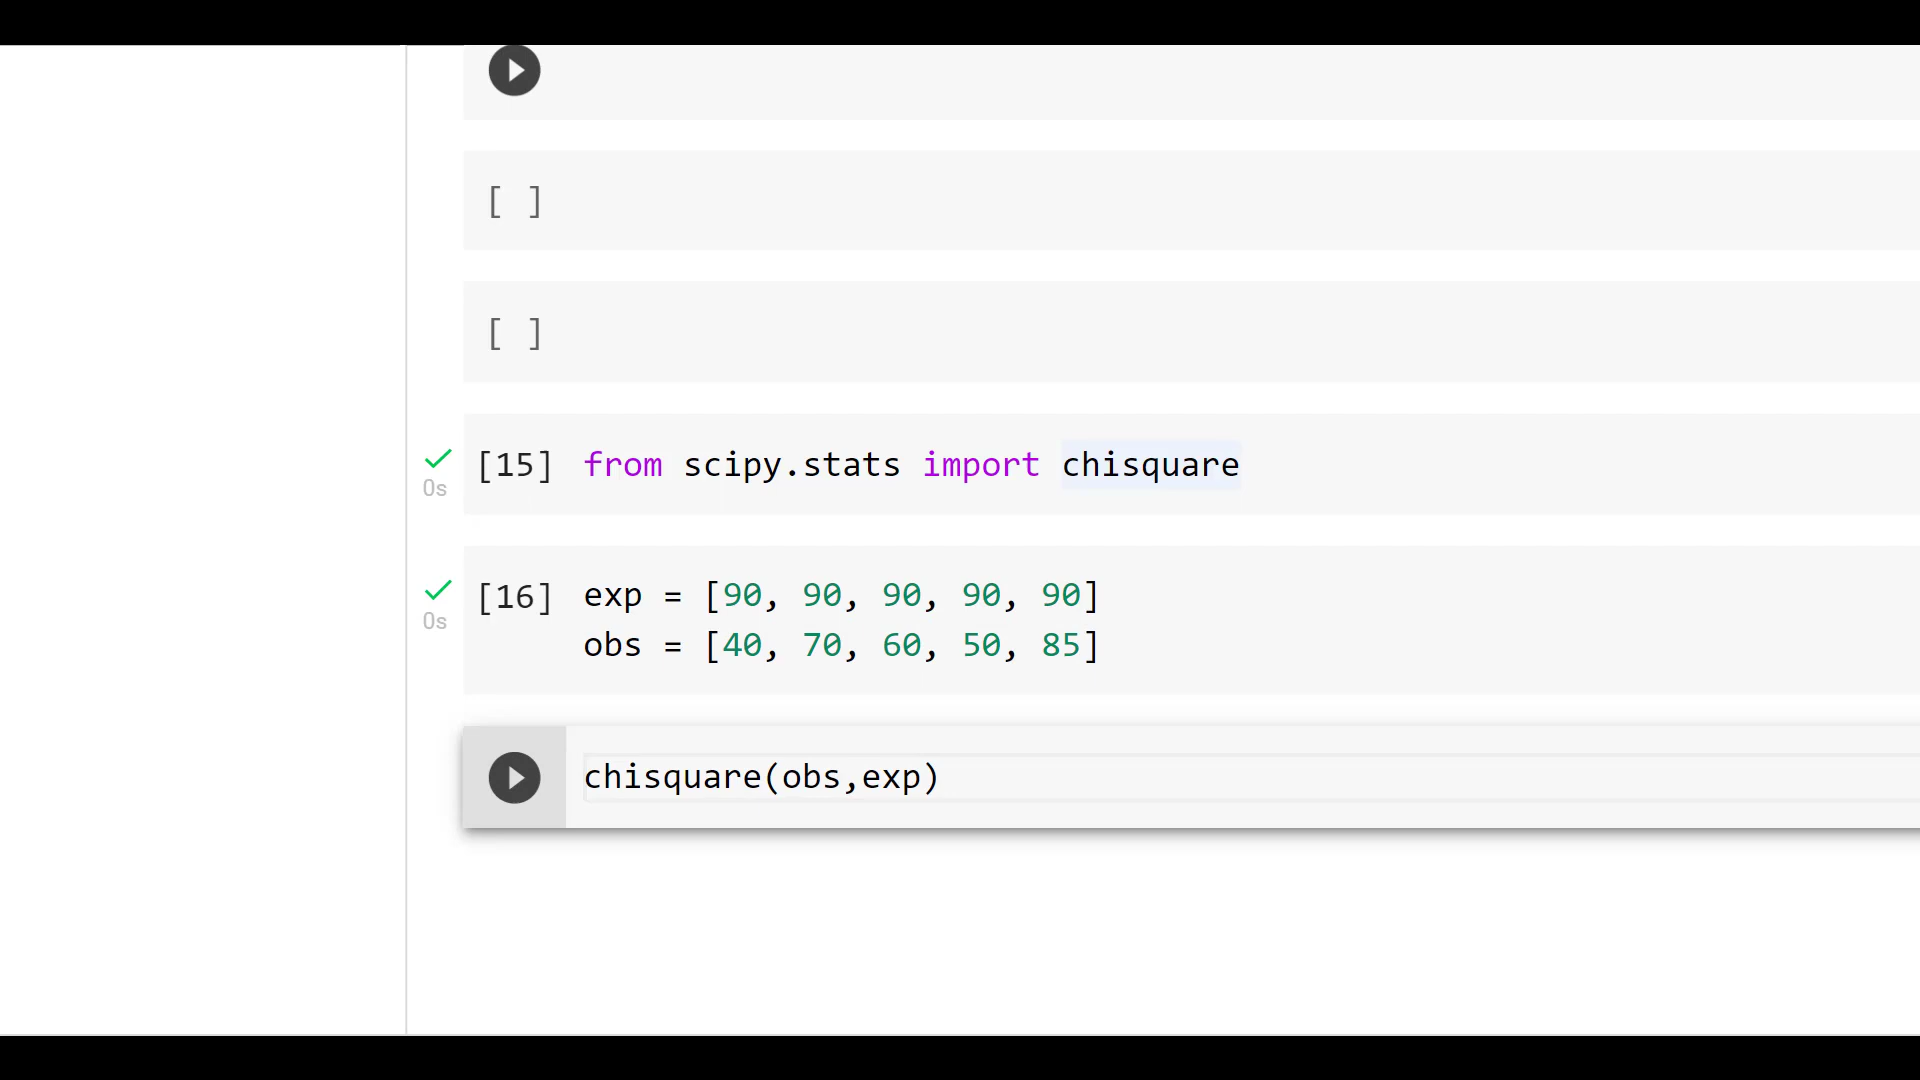 [ ]
[ ]
[15] from scipy.stats import chisquare
0s
[16] exp = [90, 90, 90, 90, 90]
0s
obs = [40, 70, 60, 50, 85]
chisquare(obs,exp)